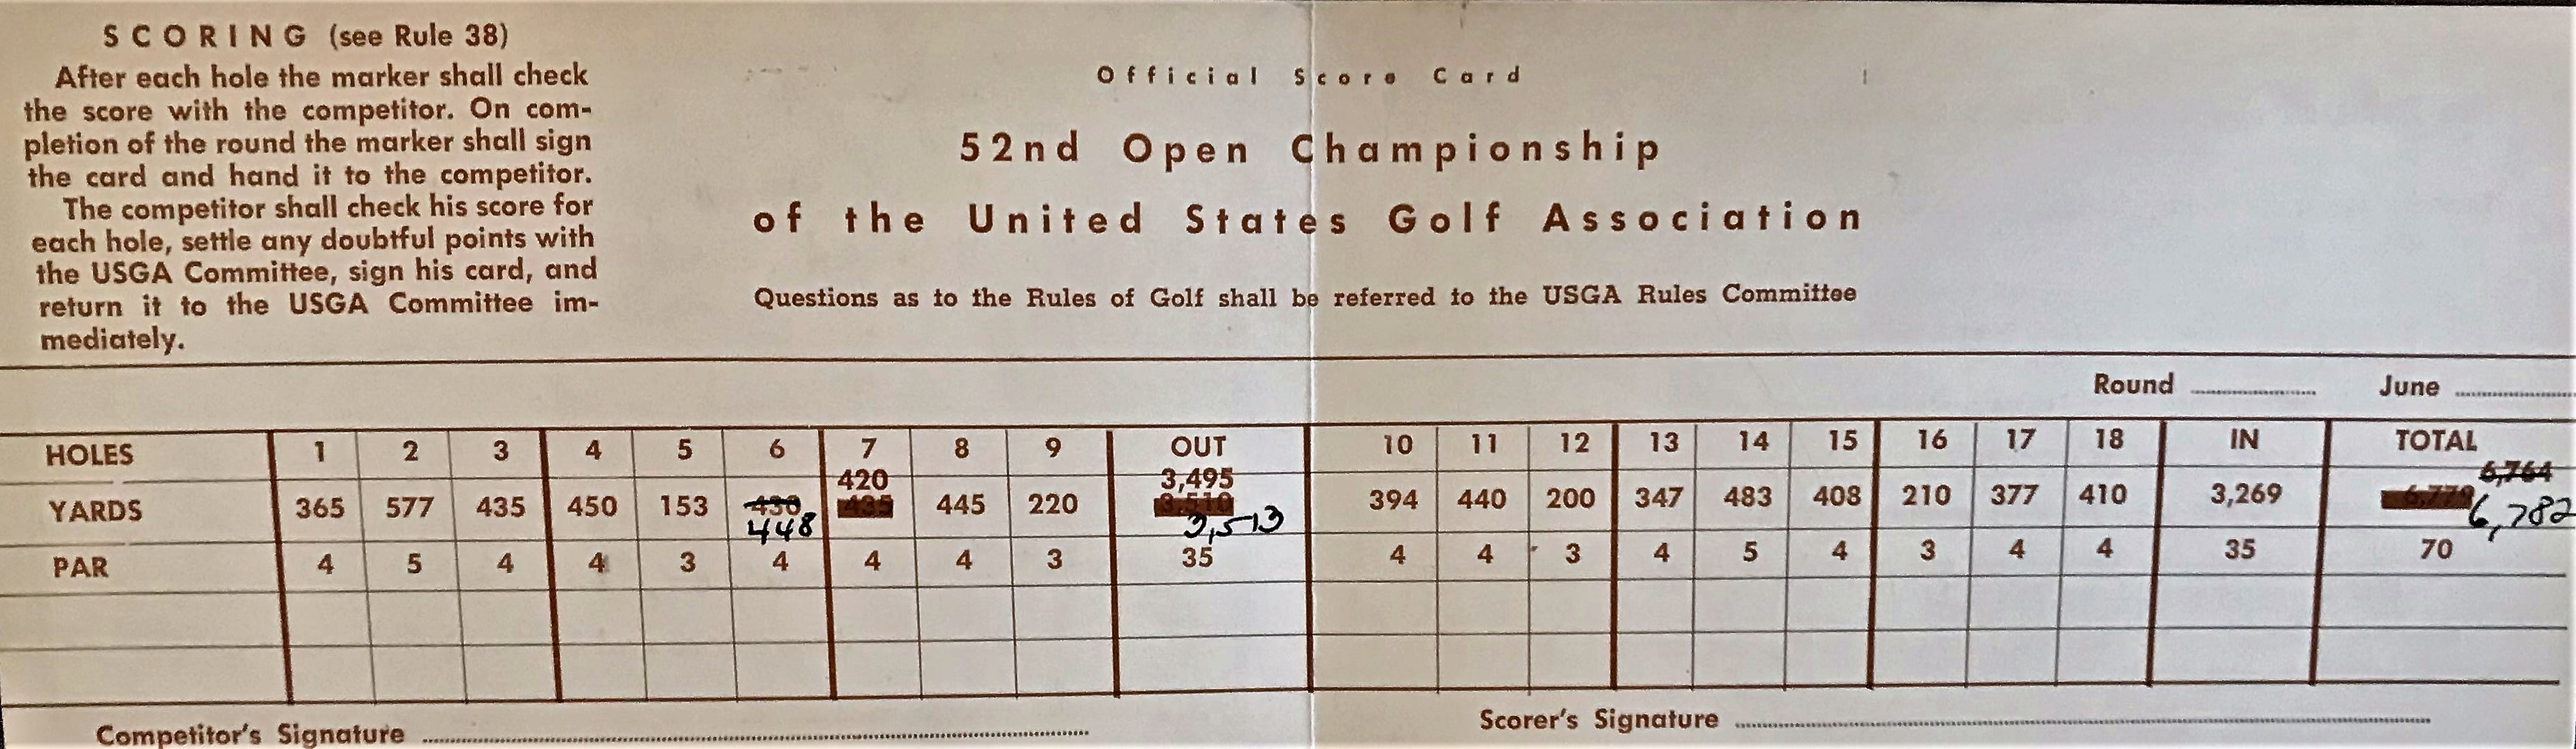 SCORING (see Rule 38)
After each hole the marker shall check
the score with the competitor. On com-
pletion of the round the marker shall sign
the card and hand it to the competitor.
The competitor shall check his score for
each hole, settle any doubtful points with
the USGA Committee, sign his card, and
return it to the USGA Committee im-
mediately.
Official Score Card
52nd Open Championship
of the United States Golf Association
Questions as to the Rules of Golf shall be referred to the USGA Rules Committee
Round June
HOLES 1 2 3 4 5 6 7 8 9 OUT 10 11 12 13 14 15 16 17 18 IN TOTAL
420 3,495 6,764
YARDS 365 577 435 450 153 430 435 445 220 3,510 394 440 200 347 483 408 210 377 410 3,269 6,779
448 3,513 6,782
PAR 4 5 4 4 3 4 4 4 3 35 4 4 3 4 5 4 3 4 4 35 70
Competitor's Signature Scorer's Signature